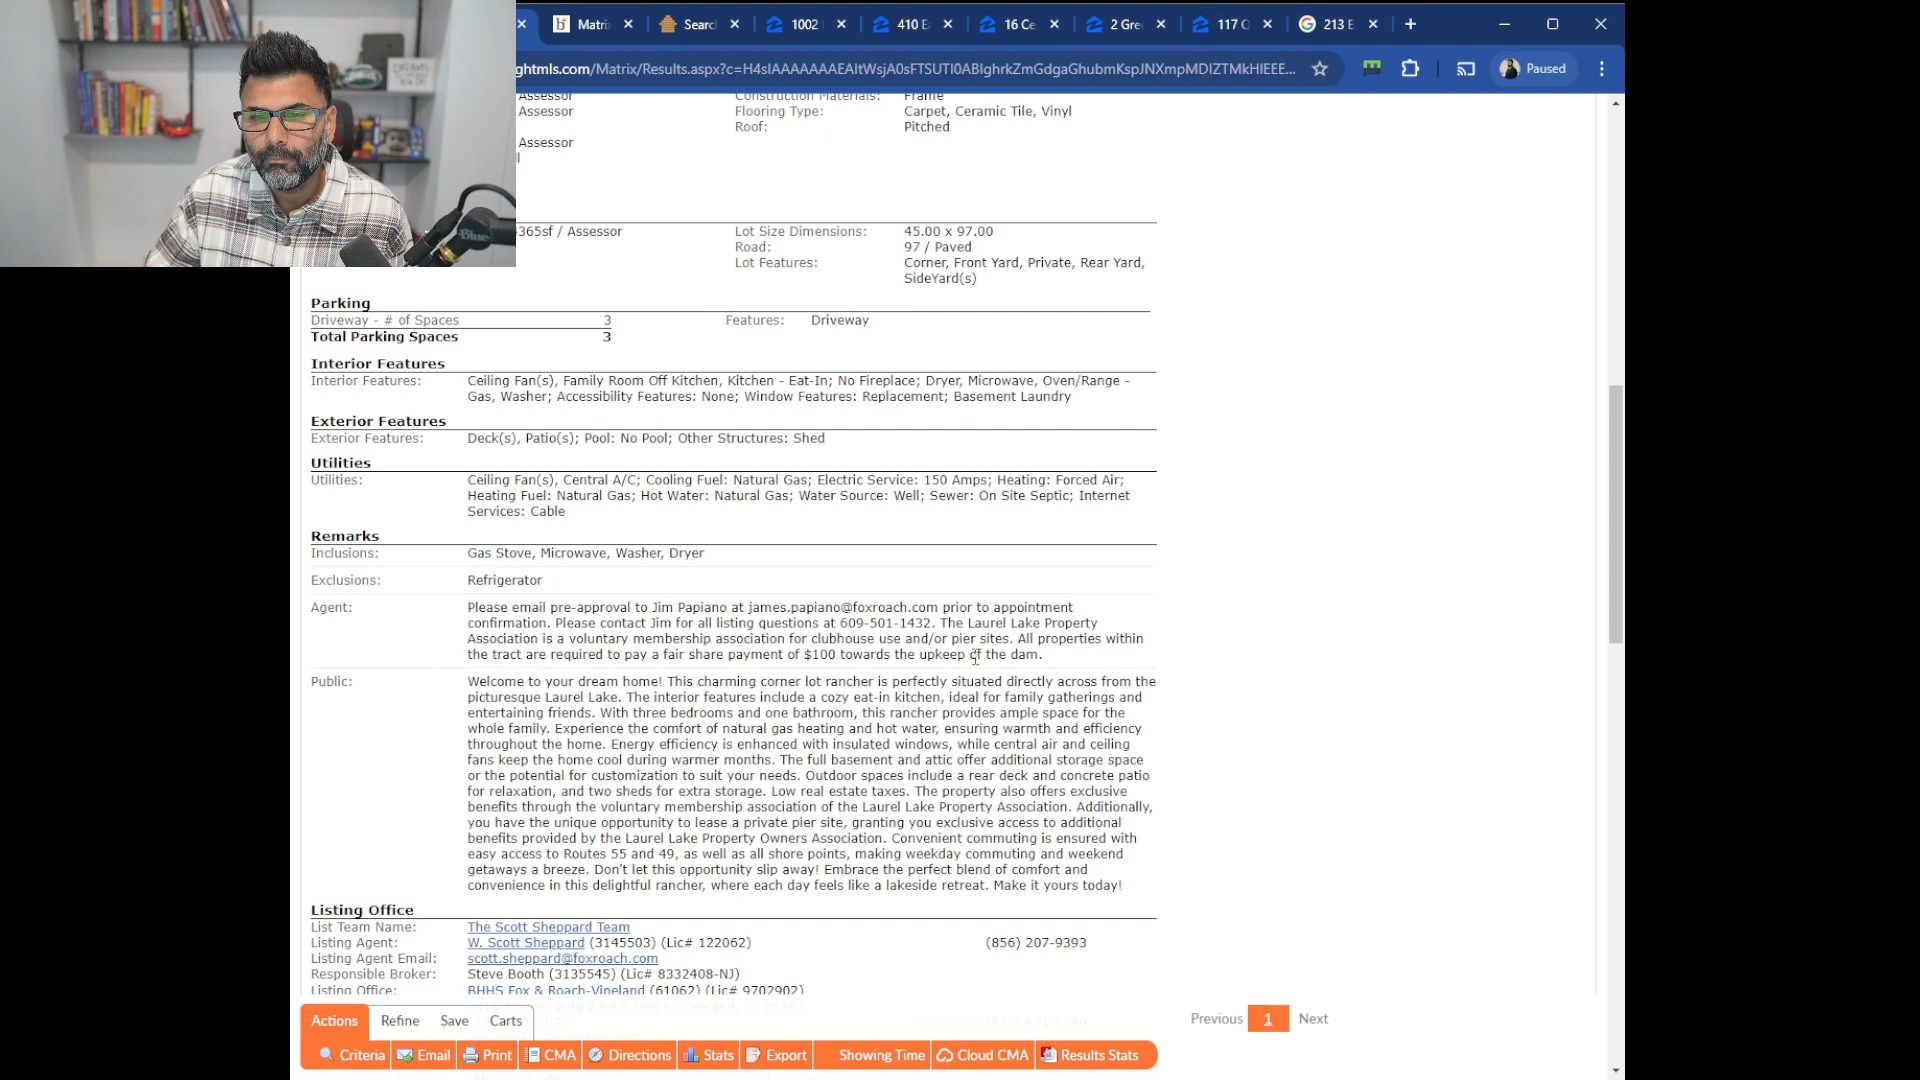 Matri
Searc
1002
410 E
16 Ce
2 Gre
117 Q
213 E
ghtmls.com/Matrix/Results.aspx?c=H4sIAAAAAAAEAItWsjA0sFTSUTI0ABIghrkZmGdgaGhubmKspJNXmpMDIZTMkHIEEE...
Paused
Assessor
Construction Materials: Frame
Assessor
Flooring Type: Carpet, Ceramic Tile, Vinyl
Roof: Pitched
Assessor
365sf / Assessor
Lot Size Dimensions: 45.00 x 97.00
Road: 97 / Paved
Lot Features: Corner, Front Yard, Private, Rear Yard,
SideYard(s)
Parking
Driveway - # of Spaces 3 Features: Driveway
Total Parking Spaces 3
Interior Features
Interior Features: Ceiling Fan(s), Family Room Off Kitchen, Kitchen - Eat-In; No Fireplace; Dryer, Microwave, Oven/Range -
Gas, Washer; Accessibility Features: None; Window Features: Replacement; Basement Laundry
Exterior Features
Exterior Features: Deck(s), Patio(s); Pool: No Pool; Other Structures: Shed
Utilities
Utilities: Ceiling Fan(s), Central A/C; Cooling Fuel: Natural Gas; Electric Service: 150 Amps; Heating: Forced Air;
Heating Fuel: Natural Gas; Hot Water: Natural Gas; Water Source: Well; Sewer: On Site Septic; Internet
Services: Cable
Remarks
Inclusions: Gas Stove, Microwave, Washer, Dryer
Exclusions: Refrigerator
Agent: Please email pre-approval to Jim Papiano at james.papiano@foxroach.com prior to appointment
confirmation. Please contact Jim for all listing questions at 609-501-1432. The Laurel Lake Property
Association is a voluntary membership association for clubhouse use and/or pier sites. All properties within
the tract are required to pay a fair share payment of $100 towards the upkeep of the dam.
Public: Welcome to your dream home! This charming corner lot rancher is perfectly situated directly across from the
picturesque Laurel Lake. The interior features include a cozy eat-in kitchen, ideal for family gatherings and
entertaining friends. With three bedrooms and one bathroom, this rancher provides ample space for the
whole family. Experience the comfort of natural gas heating and hot water, ensuring warmth and efficiency
throughout the home. Energy efficiency is enhanced with insulated windows, while central air and ceiling
fans keep the home cool during warmer months. The full basement and attic offer additional storage space
or the potential for customization to suit your needs. Outdoor spaces include a rear deck and concrete patio
for relaxation, and two sheds for extra storage. Low real estate taxes. The property also offers exclusive
benefits through the voluntary membership association of the Laurel Lake Property Association. Additionally,
you have the unique opportunity to lease a private pier site, granting you exclusive access to additional
benefits provided by the Laurel Lake Property Owners Association. Convenient commuting is ensured with
easy access to Routes 55 and 49, as well as all shore points, making weekday commuting and weekend
getaways a breeze. Don't let this opportunity slip away! Embrace the perfect blend of comfort and
convenience in this delightful rancher, where each day feels like a lakeside retreat. Make it yours today!
Listing Office
List Team Name: The Scott Sheppard Team
Listing Agent: W. Scott Sheppard (3145503) (Lic# 122062) (856) 207-9393
Listing Agent Email: scott.sheppard@foxroach.com
Responsible Broker: Steve Booth (3135545) (Lic# 8332408-NJ)
Listing Office: BHHS Fox & Roach-Vineland (61062) (Lic# 9702902)
Actions Refine Save Carts
Previous 1 Next
Criteria Email Print CMA Directions Stats Export Showing Time Cloud CMA Results Stats
Blue